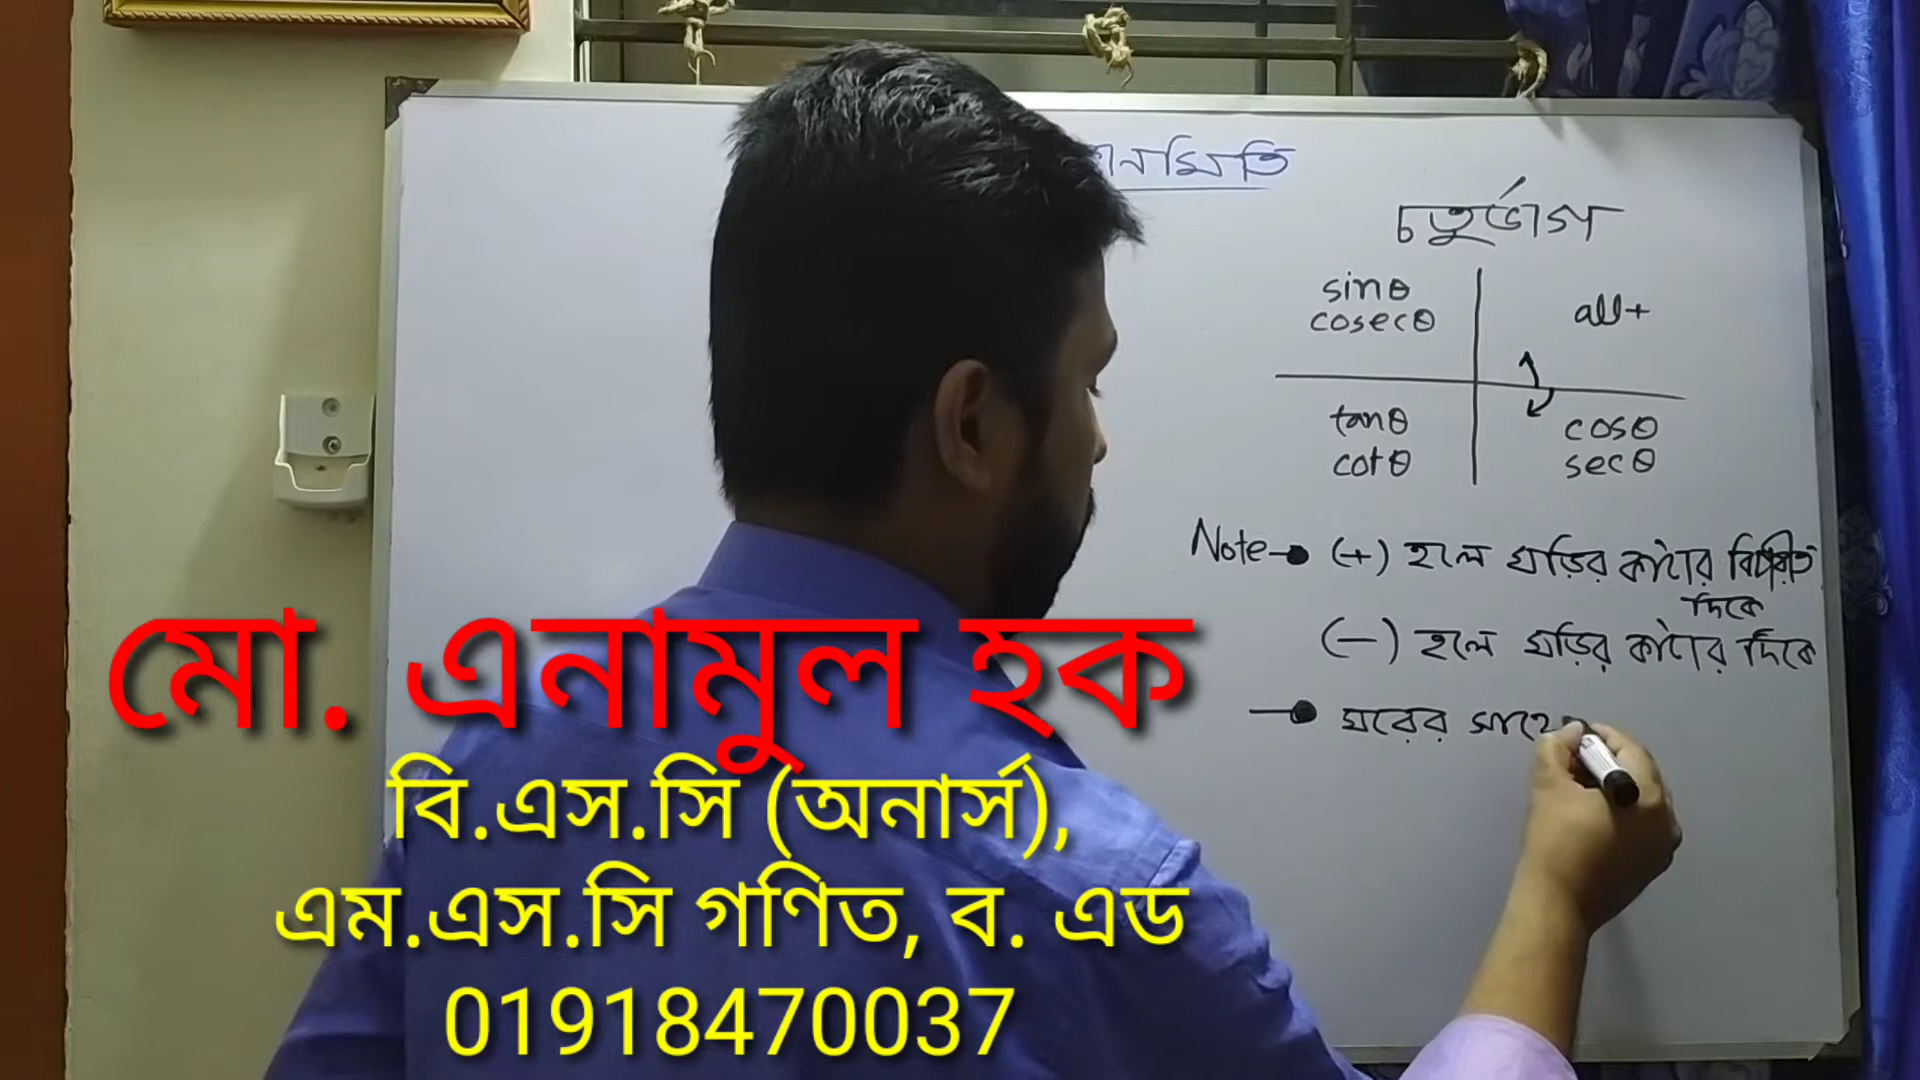 চতুর্ভাগ
sinθ
cosecθ
all+
tanθ
cotθ
cosθ
secθ
Note→ (+) হলে ঘড়ির কাটার বিপরীত
দিকে
(−) হলে ঘড়ির কাটার দিকে
ঘরের সাথে
মো. এনামুল হক
বি.এস.সি (অনার্স),
এম.এস.সি গণিত, ব. এড
01918470037